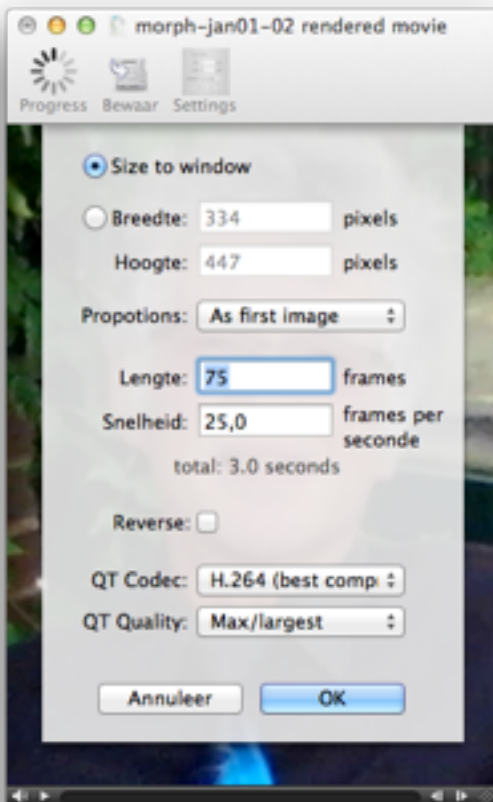 morph-jan01-02 rendered movie
Progress Bewaar Settings
Size to window
Breedte: 334 pixels
Hoogte: 447 pixels
Propotions: As first image
Lengte: 75 frames
Snelheid: 25,0 frames per seconde
total: 3.0 seconds
Reverse:
QT Codec: H.264 (best comp
QT Quality: Max/largest
Annuleer OK